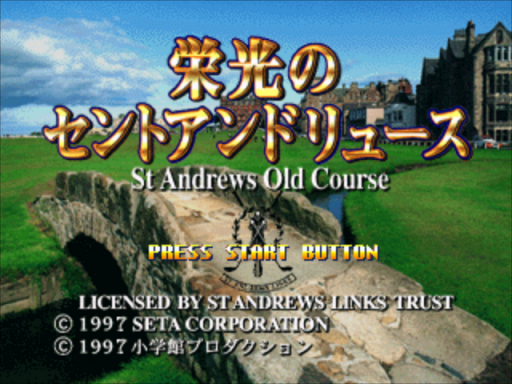 栄光の
セントアンドリュース
St Andrews Old Course
PRESS START BUTTON
LICENSED BY ST ANDREWS LINKS TRUST
© 1997 SETA CORPORATION
© 1997 小学館プロダクション